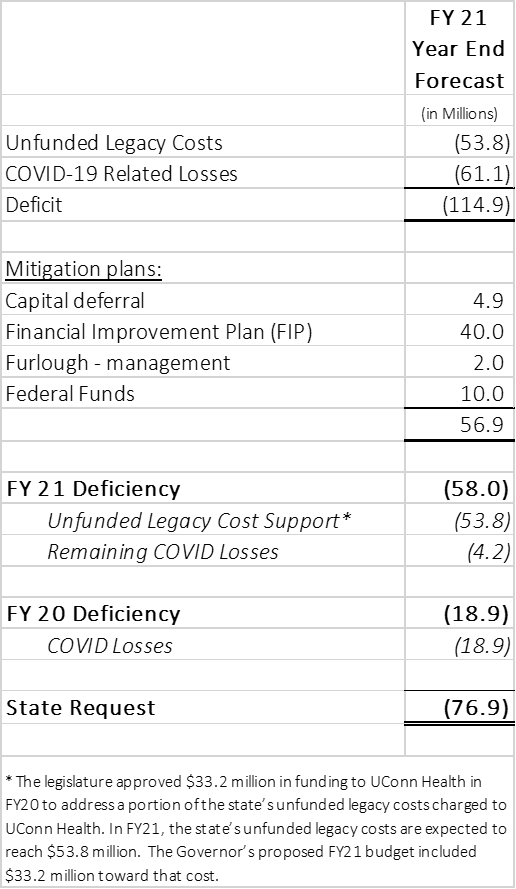 FY 21
Year End
Forecast
(in Millions)
Unfunded Legacy Costs (53.8)
COVID-19 Related Losses (61.1)
Deficit (114.9)
Mitigation plans:
Capital deferral 4.9
Financial Improvement Plan (FIP) 40.0
Furlough - management 2.0
Federal Funds 10.0
56.9
FY 21 Deficiency (58.0)
Unfunded Legacy Cost Support* (53.8)
Remaining COVID Losses (4.2)
FY 20 Deficiency (18.9)
COVID Losses (18.9)
State Request (76.9)
* The legislature approved $33.2 million in funding to UConn Health in
FY20 to address a portion of the state's unfunded legacy costs charged to
UConn Health. In FY21, the state's unfunded legacy costs are expected to
reach $53.8 million.  The Governor's proposed FY21 budget included
$33.2 million toward that cost.